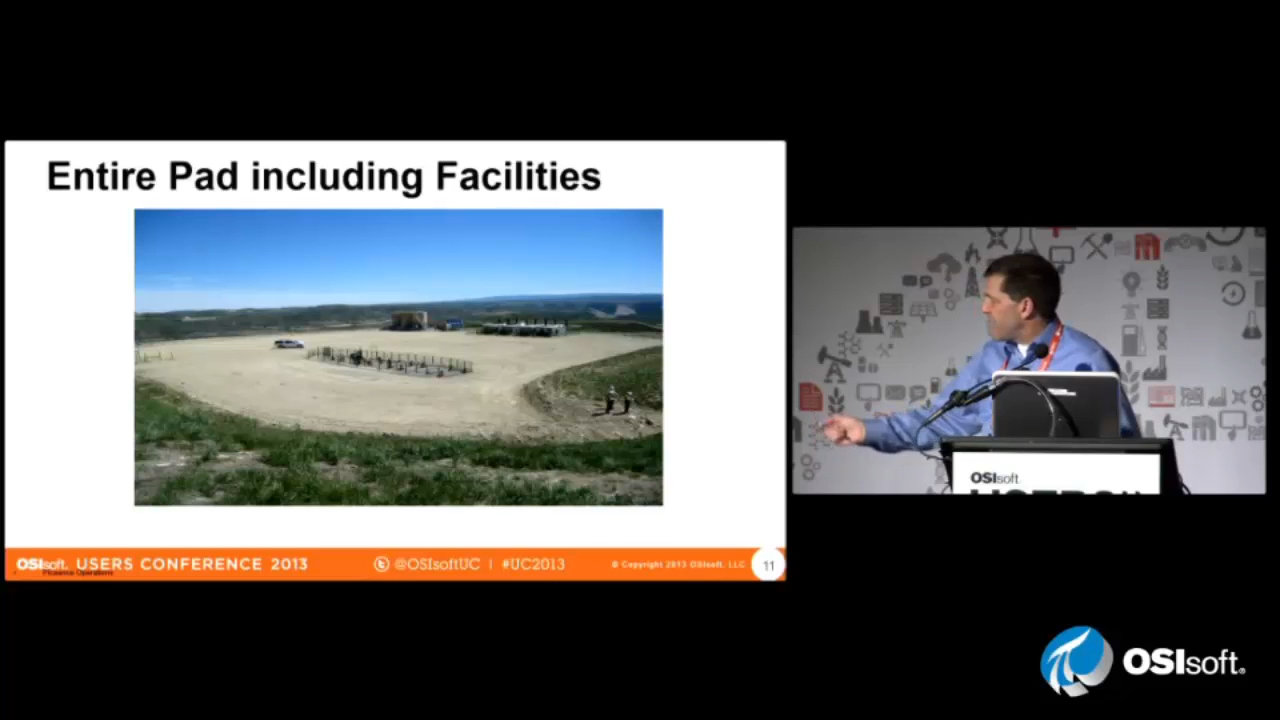 Entire Pad including Facilities
OSIsoft. USERS CONFERENCE 2013
@OSIsoftUC | #UC2013
© Copyright 2013 OSIsoft, LLC
11
OSIsoft
OSIsoft.